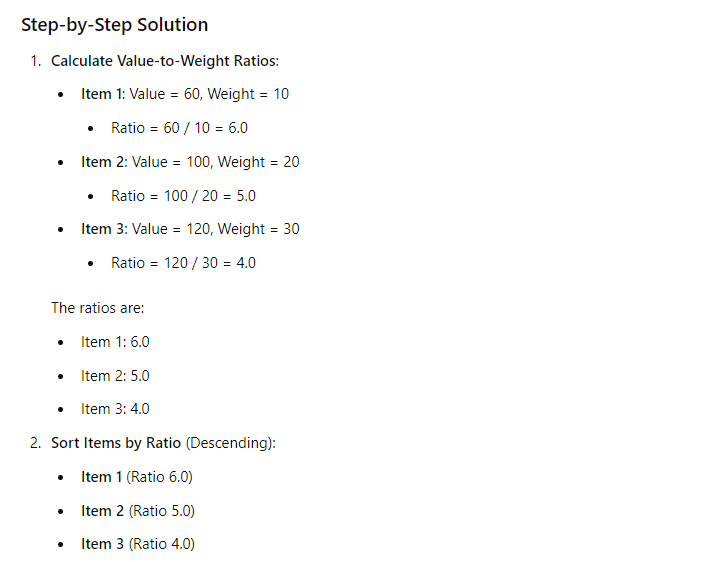 Step-by-Step Solution
1. Calculate Value-to-Weight Ratios:
• Item 1: Value = 60, Weight = 10
• Ratio = 60 / 10 = 6.0
• Item 2: Value = 100, Weight = 20
• Ratio = 100 / 20 = 5.0
• Item 3: Value = 120, Weight = 30
• Ratio = 120 / 30 = 4.0
The ratios are:
• Item 1: 6.0
• Item 2: 5.0
• Item 3: 4.0
2. Sort Items by Ratio (Descending):
• Item 1 (Ratio 6.0)
• Item 2 (Ratio 5.0)
• Item 3 (Ratio 4.0)